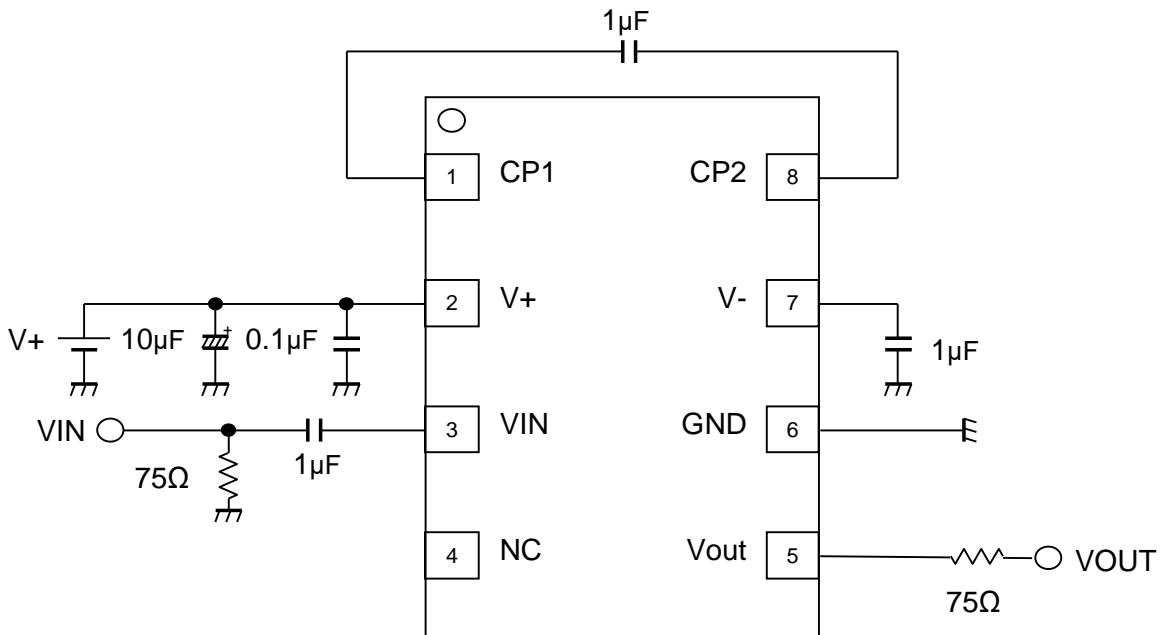 1µF
1 CP1 CP2 8
2 V+ V- 7
V+ 10µF + 0.1µF 1µF
VIN 3 VIN GND 6
75Ω 1µF
4 NC Vout 5 VOUT
75Ω